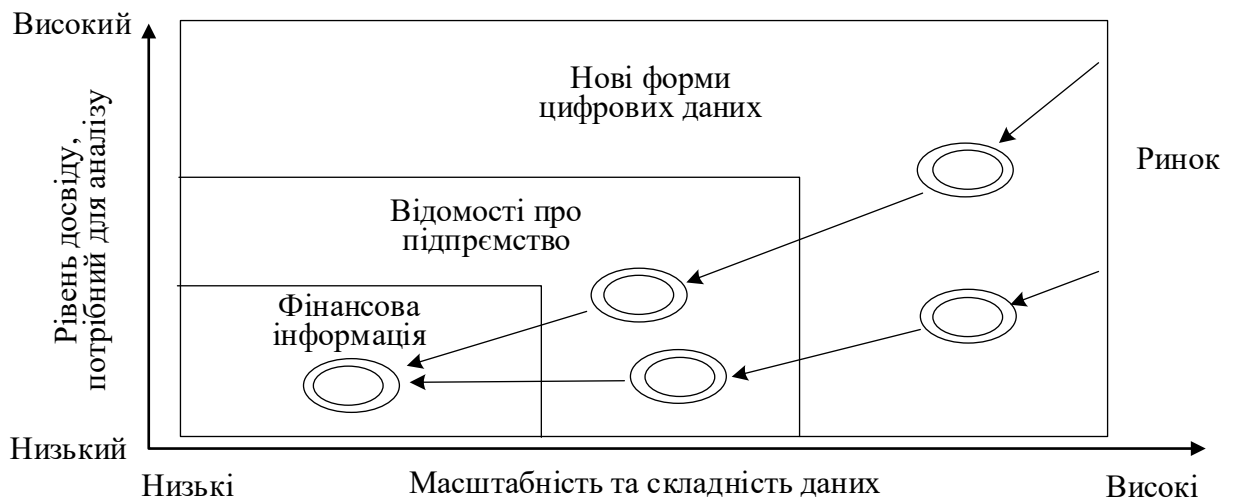 Високий
Нові форми
цифрових даних
Ринок
Рівень досвіду,
потрібний для аналізу
Відомості про
підпрємство
Фінансова
інформація
Низький
Низькі
Масштабність та складність даних
Високі